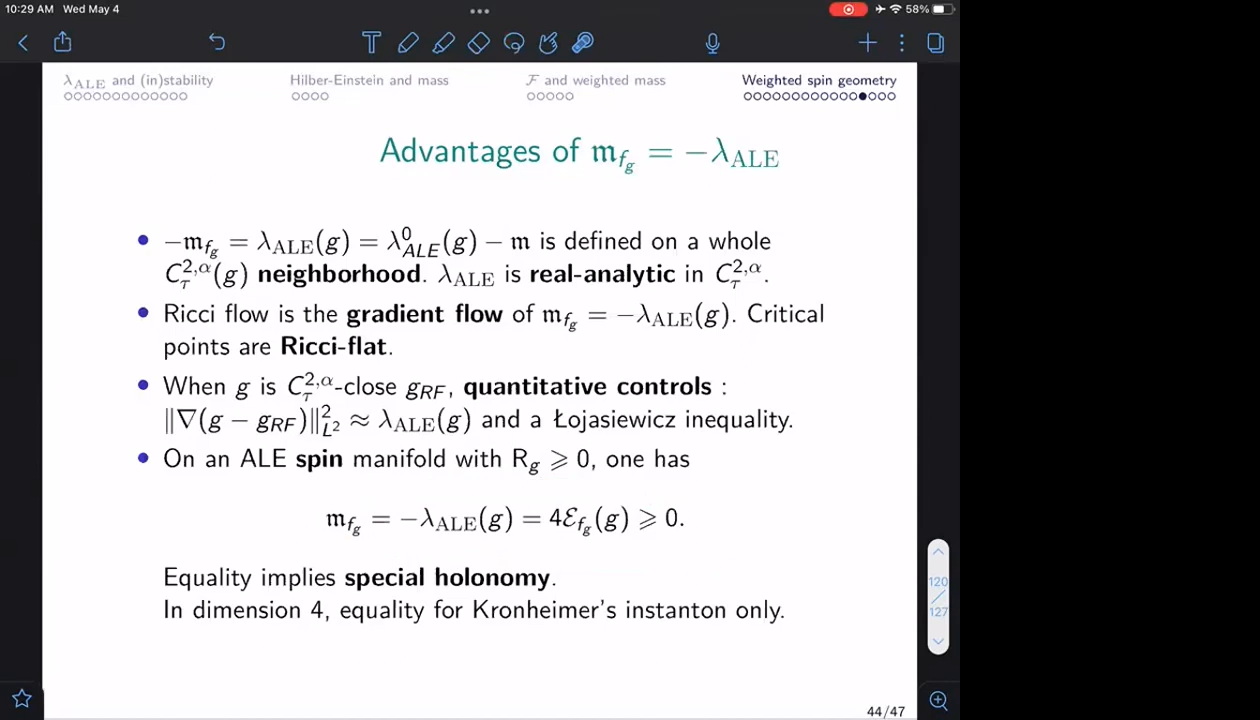 10:29 AM Wed May 4
58%
λ_ALE and (in)stability
Hilber-Einstein and mass
ℱ and weighted mass
Weighted spin geometry
Advantages of 𝔪_{f_g} = −λ_ALE
• −𝔪_{f_g} = λ_ALE(g) = λ^0_{ALE}(g) − 𝔪 is defined on a whole
C^{2,α}_τ(g) neighborhood. λ_ALE is real-analytic in C^{2,α}_τ.
• Ricci flow is the gradient flow of 𝔪_{f_g} = −λ_ALE(g). Critical
points are Ricci-flat.
• When g is C^{2,α}_τ-close g_{RF}, quantitative controls :
‖∇(g − g_{RF})‖^2_{L^2} ≈ λ_ALE(g) and a Łojasiewicz inequality.
• On an ALE spin manifold with R_g ⩾ 0, one has
𝔪_{f_g} = −λ_ALE(g) = 4ℰ_{f_g}(g) ⩾ 0.
Equality implies special holonomy.
In dimension 4, equality for Kronheimer's instanton only.
120
/
127
44/47